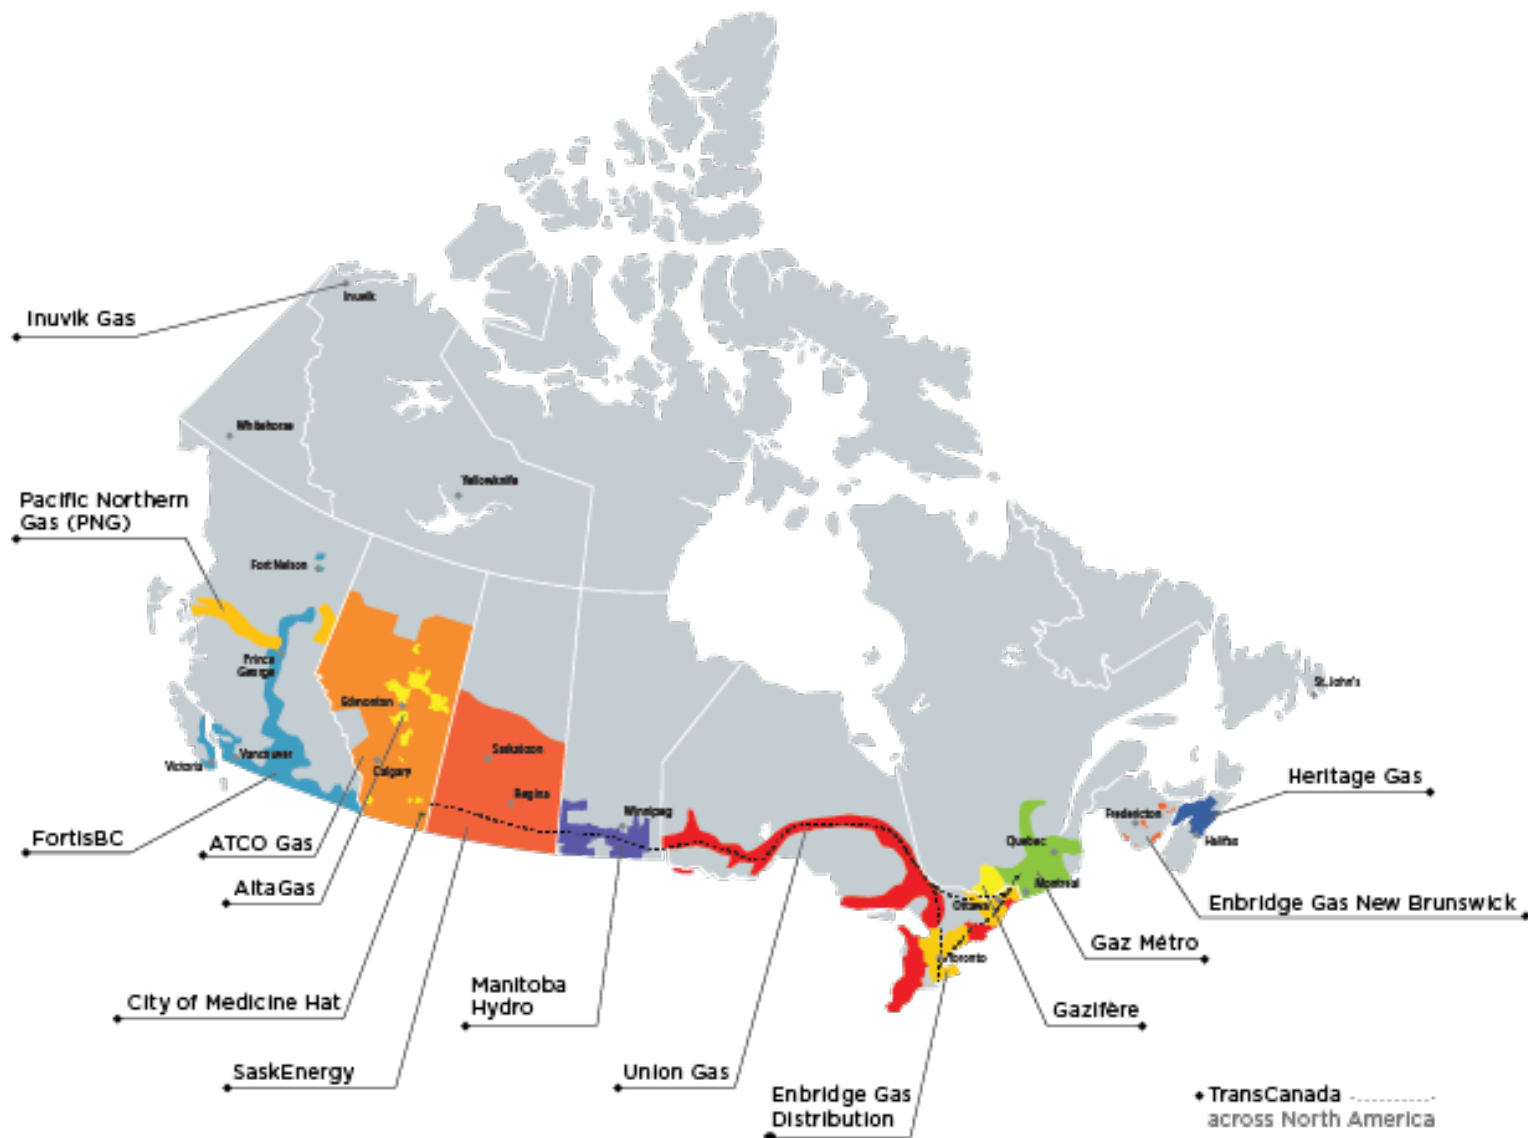 Inuvik
Inuvik Gas
Whitehorse
Yellowknife
Pacific Northern
Gas (PNG)
Fort Nelson
Prince
George
Edmonton
St. John's
Saskatoon
Vancouver
Victoria
Calgary
Regina
Winnipeg
Heritage Gas
Fredericton
FortisBC
ATCO Gas
Quebec
Halifax
AltaGas
Montreal
Ottawa
Enbridge Gas New Brunswick
Gaz Métro
Toronto
City of Medicine Hat
Manitoba
Hydro
Gazifère
SaskEnergy
Union Gas
Enbridge Gas
Distribution
TransCanada
across North America